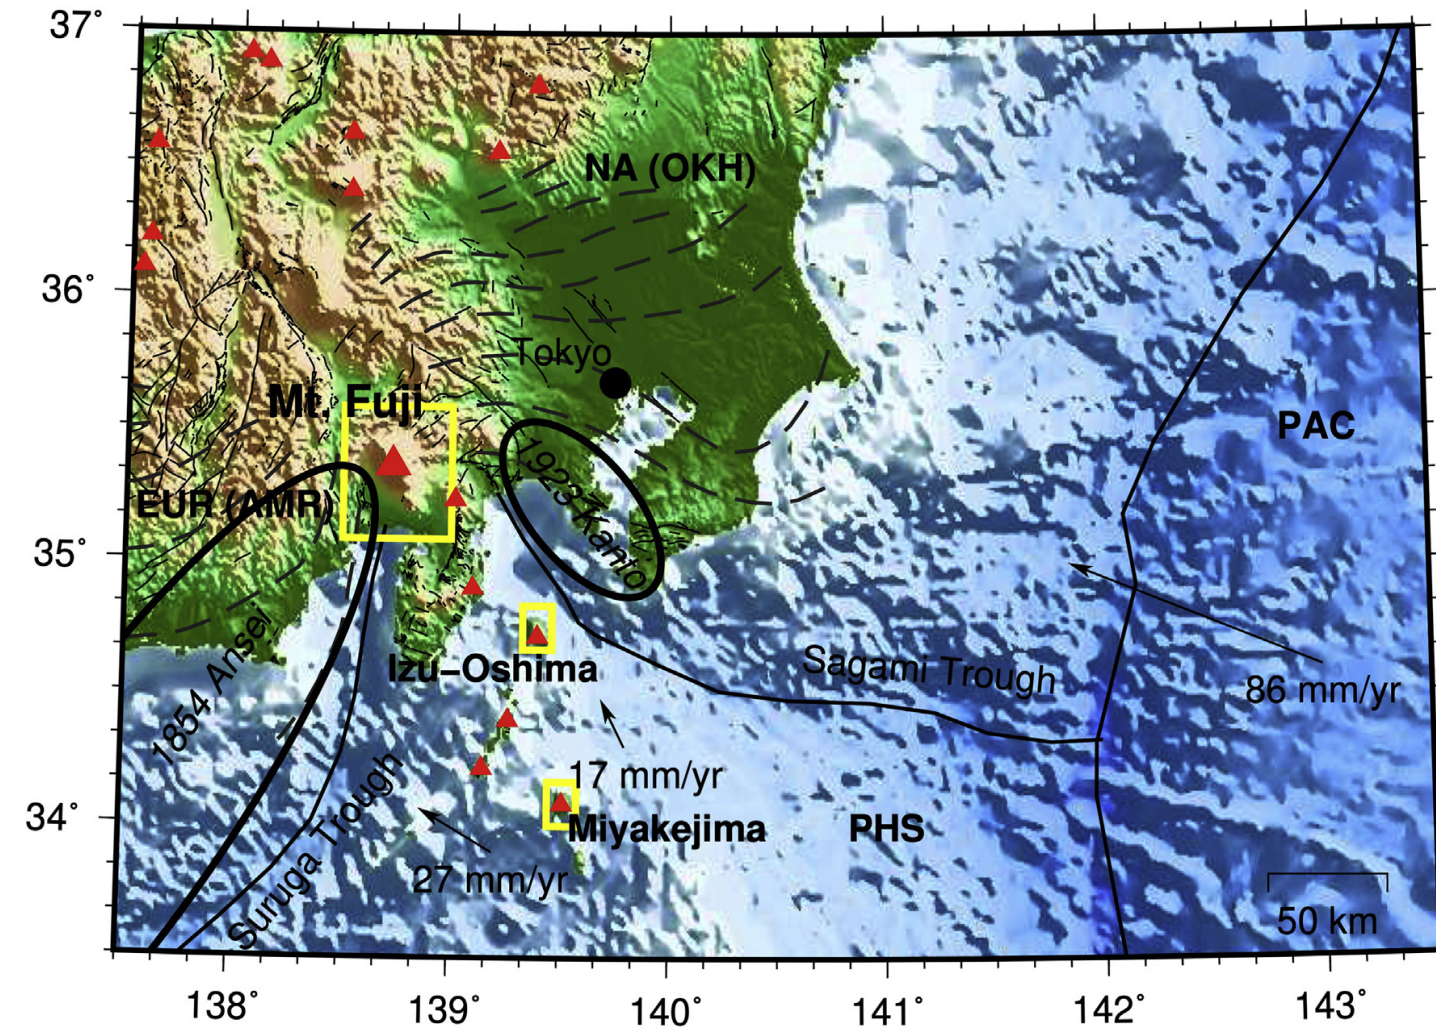 37°
36°
35°
34°
NA (OKH)
Tokyo
Mt. Fuji
PAC
EUR (AMR)
1923 Kanto
1854 Ansei
Izu–Oshima
Sagami Trough
86 mm/yr
17 mm/yr
Miyakejima
PHS
27 mm/yr
Suruga Trough
50 km
138°
139°
140°
141°
142°
143°